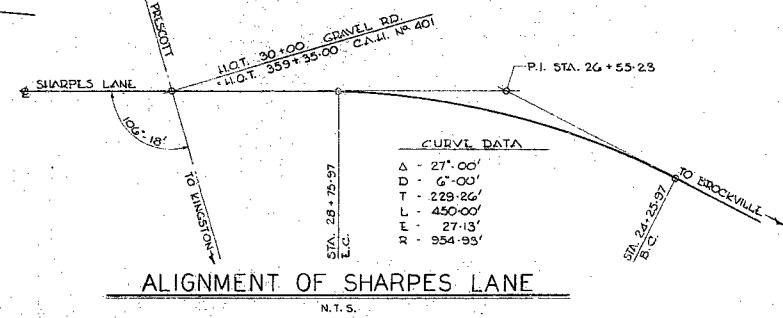 PRESCOTT
H.O.T. 30+00 GRAVEL RD.
= H.O.T. 359+35·00 C.A.H. Nº 401
P.I. STA. 26+55·23
SHARPES LANE
106°-18'
TO KINGSTON
STA. 28+75·97
E.C.
CURVE DATA
Δ - 27°-00'
D - 6°-00'
T - 229·26'
L - 450·00'
E - 27·13'
R - 954·93'
TO BROCKVILLE
STA. 24+25·97
B.C.
ALIGNMENT OF SHARPES LANE
N.T.S.